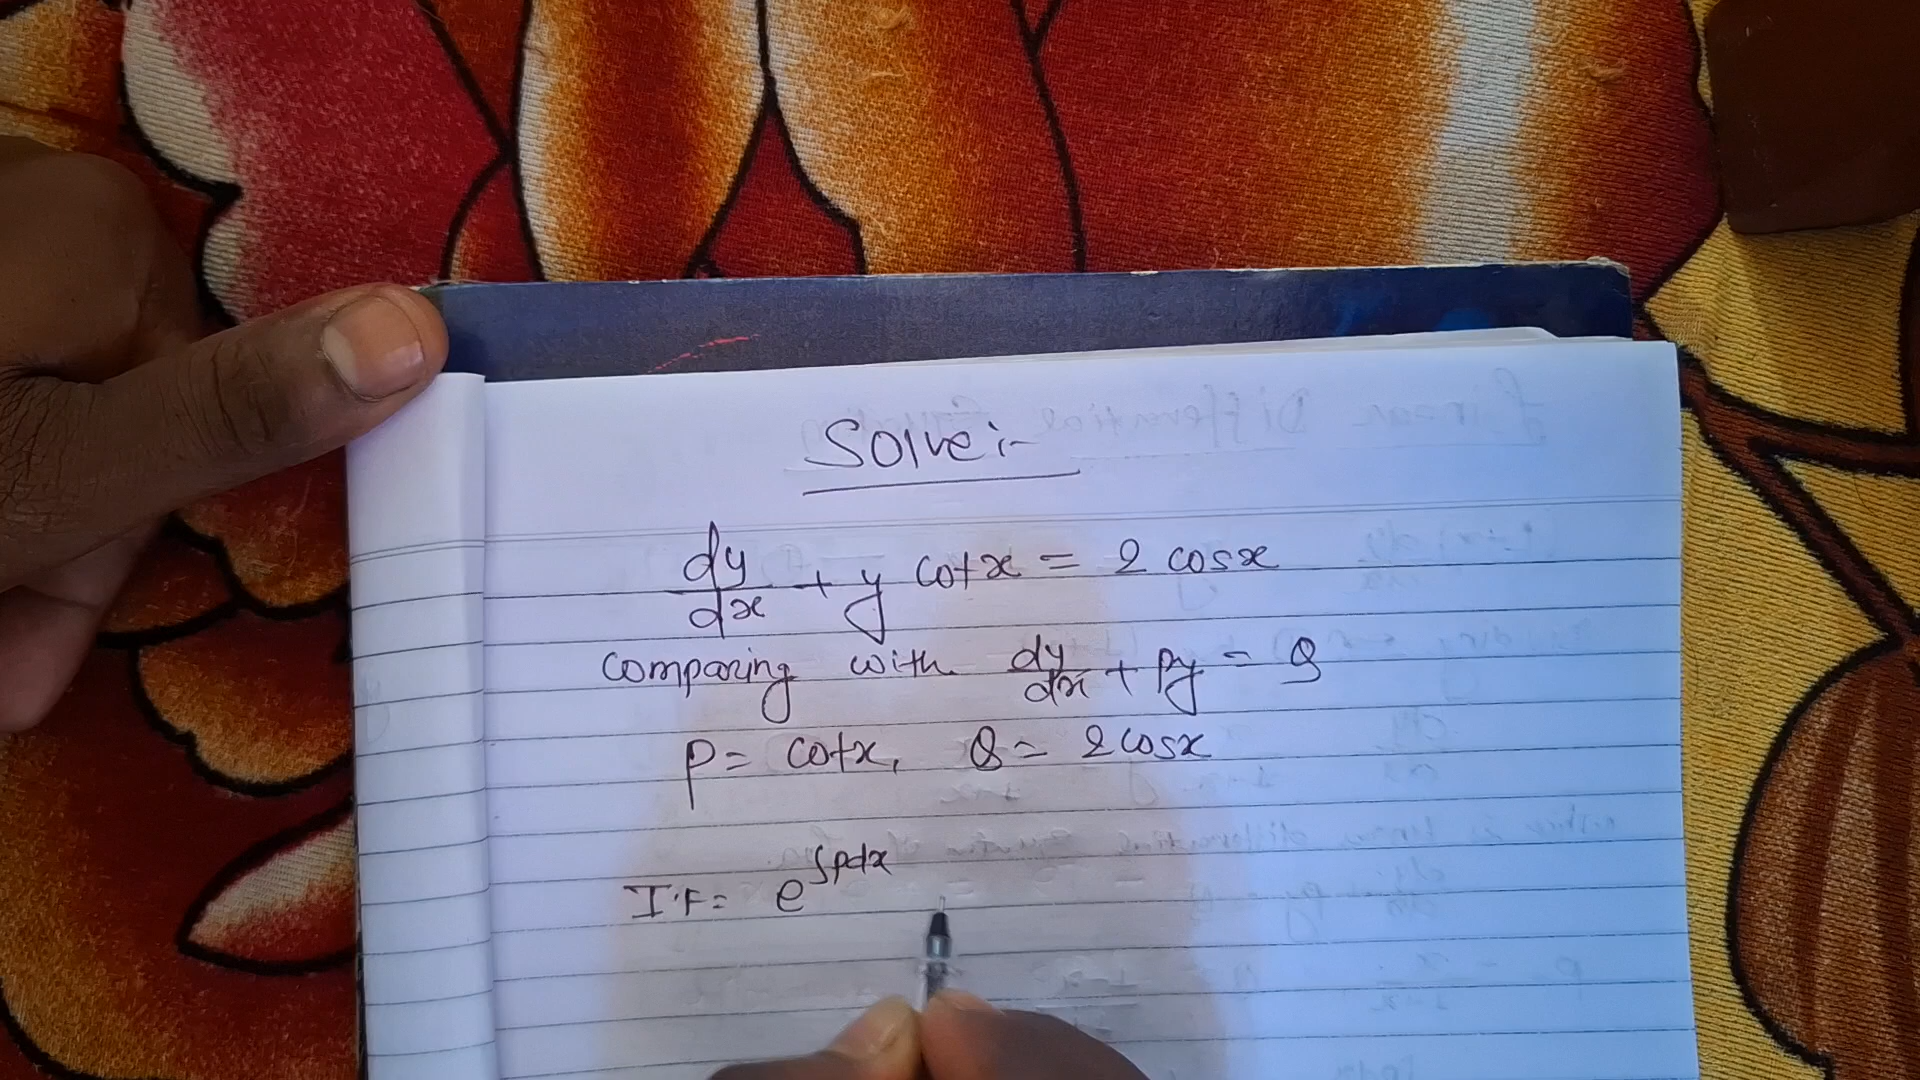 Solve:-
dy/dx + y cotx = 2 cosx
comparing with dy/dx + Py = Q
P = cotx, Q = 2cosx
I.F = e^∫pdx